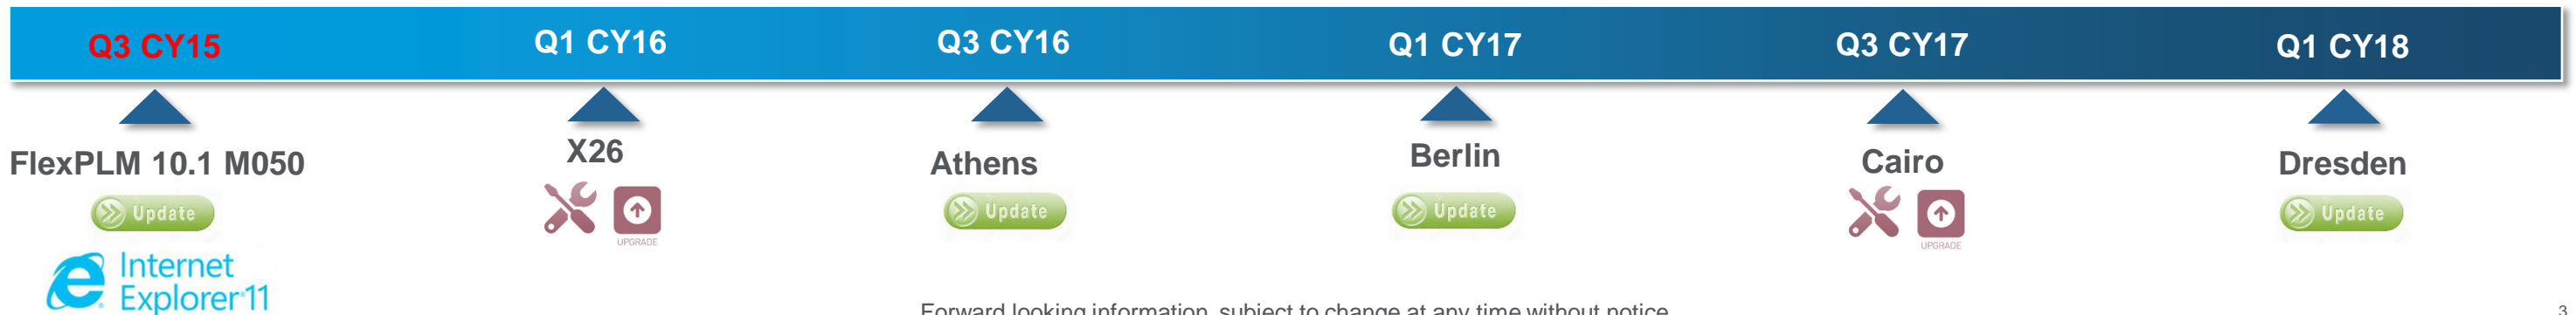 Q3 CY15 Q1 CY16 Q3 CY16 Q1 CY17 Q3 CY17 Q1 CY18
FlexPLM 10.1 M050 X26 Athens Berlin Cairo Dresden
Update UPGRADE Update Update UPGRADE Update
Internet
Explorer 11
Forward looking information, subject to change at any time without notice
3